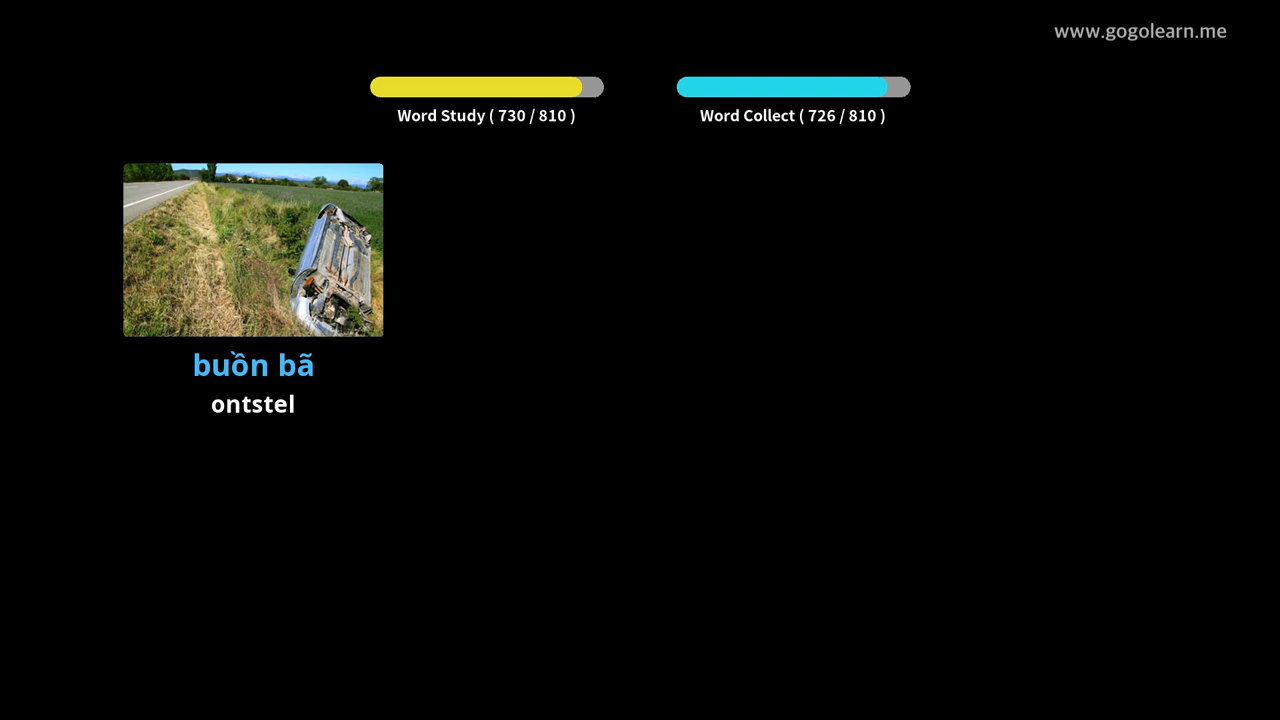 www.gogolearn.me
Word Study ( 730 / 810 )
Word Collect ( 726 / 810 )
buồn bã
ontstel